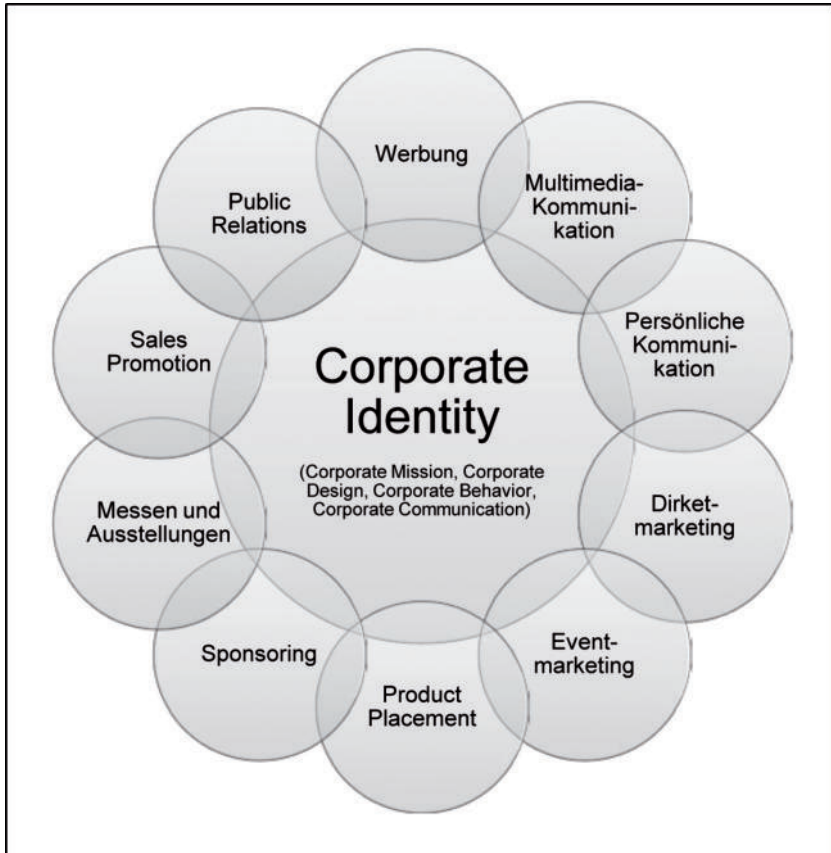 Werbung
Multimedia-
Kommuni-
kation
Persönliche
Kommuni-
kation
Dirket-
marketing
Event-
marketing
Product
Placement
Sponsoring
Messen und
Ausstellungen
Sales
Promotion
Public
Relations
Corporate
Identity
(Corporate Mission, Corporate
Design, Corporate Behavior,
Corporate Communication)